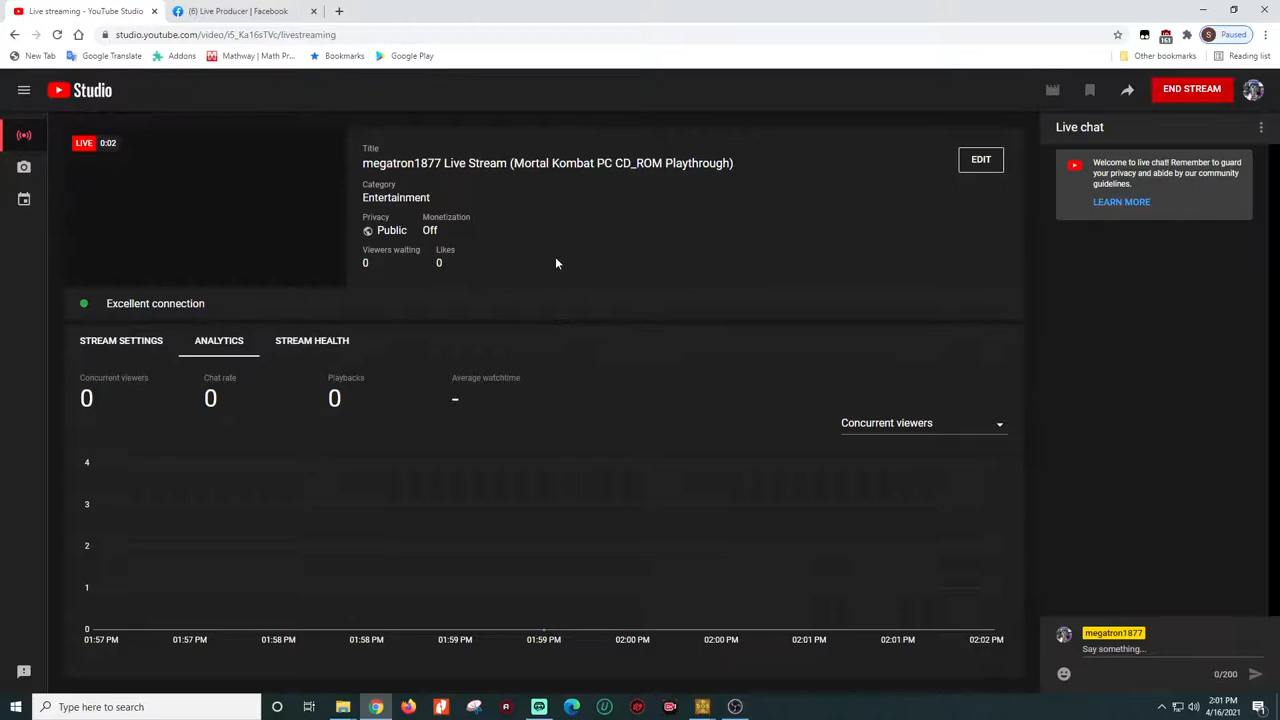 Live streaming - YouTube Studio
(6) Live Producer | Facebook
studio.youtube.com/video/i5_Ka16sTVc/livestreaming
S Paused
New Tab Google Translate Addons Mathway | Math Pr... Bookmarks Google Play Other bookmarks Reading list
151
Studio
END STREAM
LIVE 0:02
Title
megatron1877 Live Stream (Mortal Kombat PC CD_ROM Playthrough)
EDIT
Category
Entertainment
Privacy Monetization
Public Off
Viewers waiting Likes
0 0
Excellent connection
STREAM SETTINGS ANALYTICS STREAM HEALTH
Concurrent viewers Chat rate Playbacks Average watchtime
0 0 0 -
Concurrent viewers
4
3
2
1
0
01:57 PM 01:57 PM 01:58 PM 01:58 PM 01:59 PM 01:59 PM 02:00 PM 02:00 PM 02:01 PM 02:01 PM 02:02 PM
Live chat
Welcome to live chat! Remember to guard
your privacy and abide by our community
guidelines.
LEARN MORE
megatron1877
Say something...
0/200
Type here to search
2:01 PM
4/16/2021
1